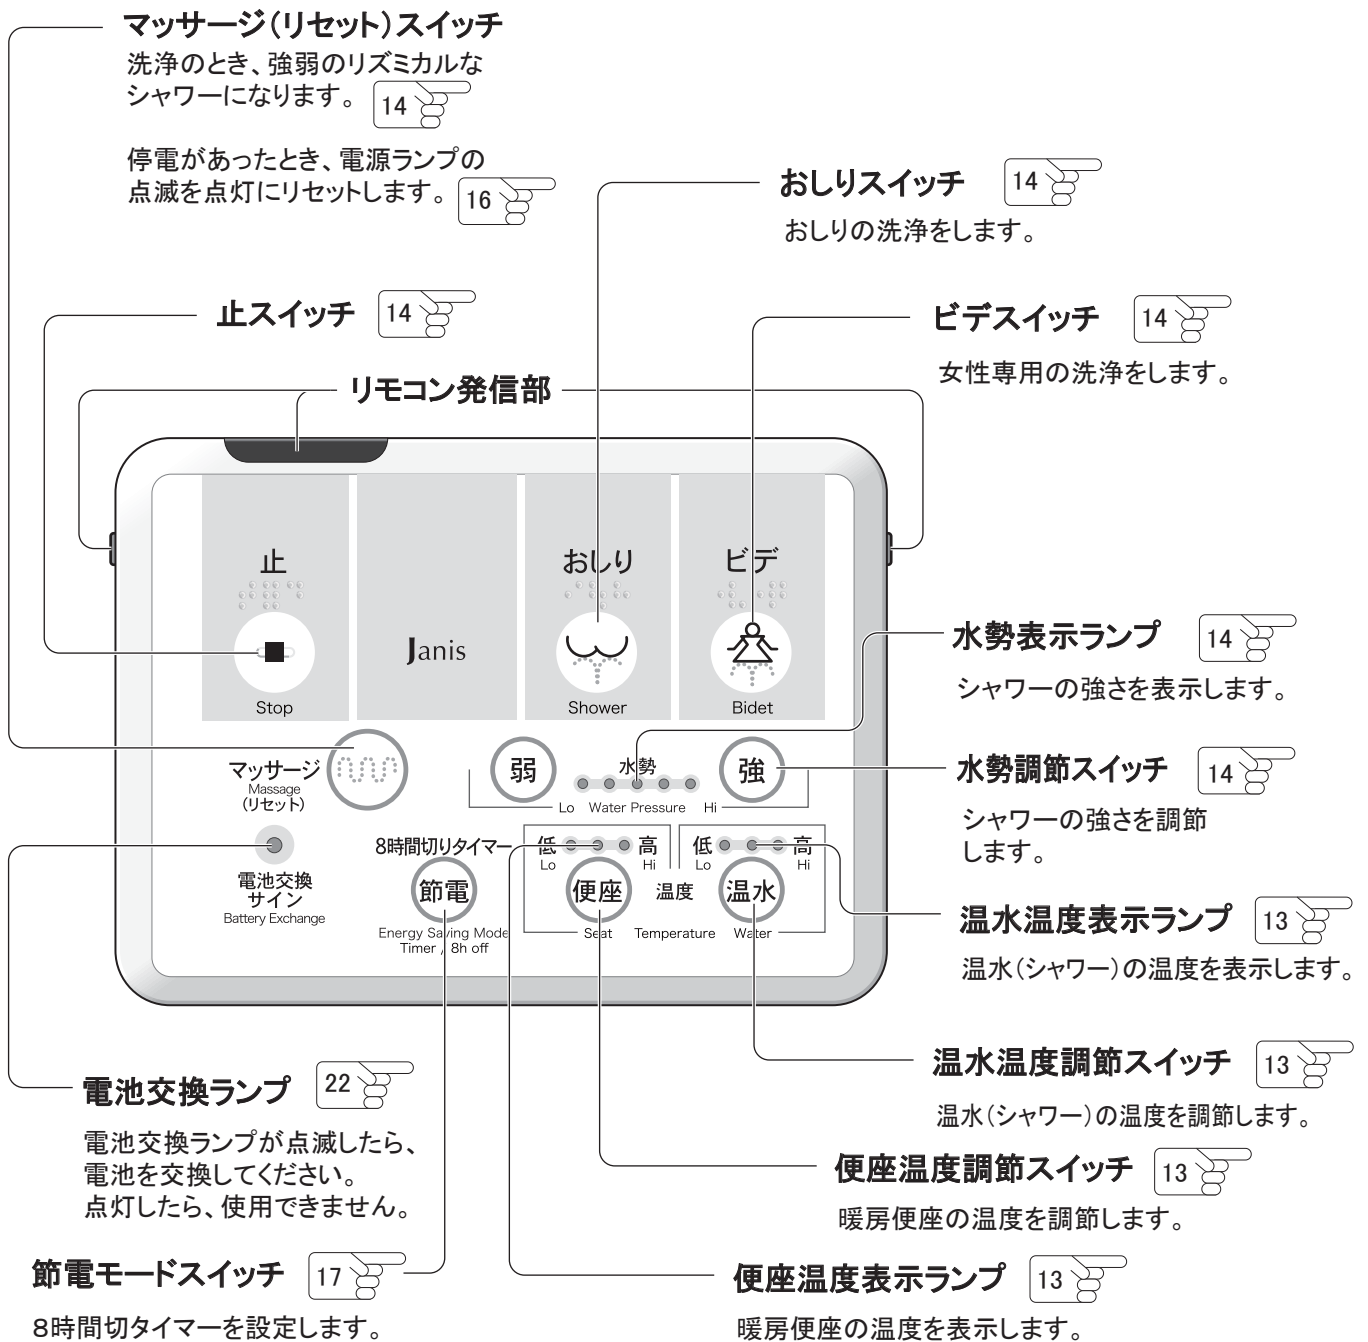 マッサージ(リセット)スイッチ
洗浄のとき、強弱のリズミカルな
シャワーになります。 14
停電があったとき、電源ランプの
点滅を点灯にリセットします。 16
おしりスイッチ 14
おしりの洗浄をします。
止スイッチ 14
ビデスイッチ 14
女性専用の洗浄をします。
リモコン発信部
止
おしり
ビデ
Janis
Stop
Shower
Bidet
水勢表示ランプ 14
シャワーの強さを表示します。
マッサージ
Massage
(リセット)
弱
水勢
強
Lo Water Pressure Hi
水勢調節スイッチ 14
シャワーの強さを調節
します。
電池交換
サイン
Battery Exchange
8時間切りタイマー
節電
Energy Saving Mode
Timer / 8h off
低 高
Lo Hi
便座
温度
低 高
Lo Hi
温水
Seat Temperature Water
温水温度表示ランプ 13
温水(シャワー)の温度を表示します。
温水温度調節スイッチ 13
温水(シャワー)の温度を調節します。
電池交換ランプ 22
電池交換ランプが点滅したら、
電池を交換してください。
点灯したら、使用できません。
便座温度調節スイッチ 13
暖房便座の温度を調節します。
節電モードスイッチ 17
8時間切タイマーを設定します。
便座温度表示ランプ 13
暖房便座の温度を表示します。